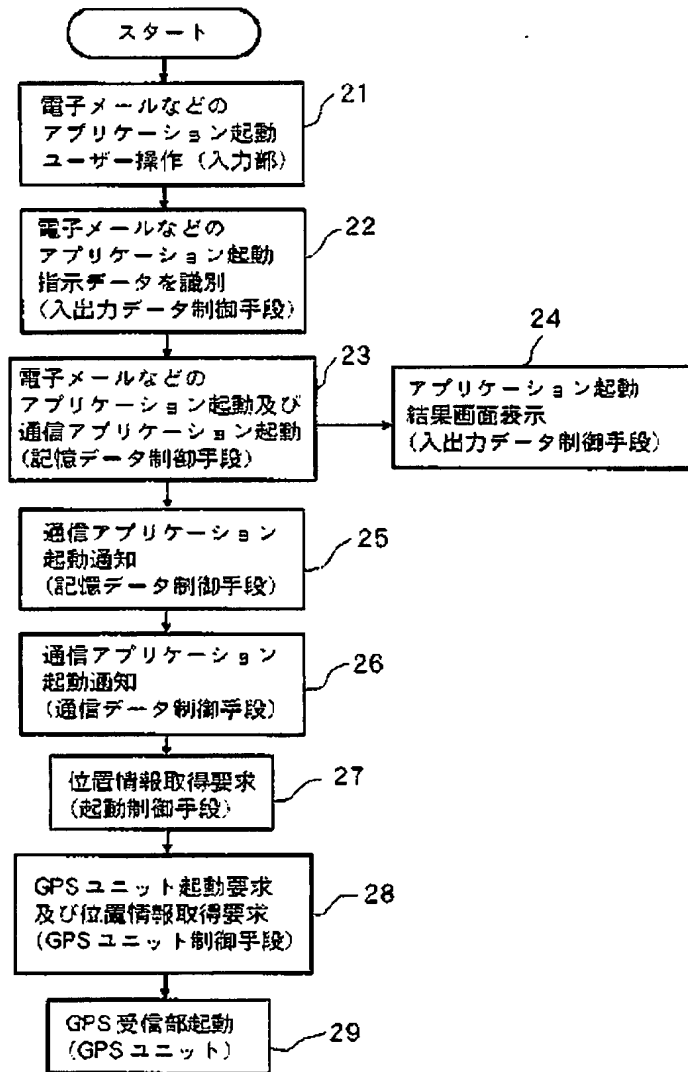 スタート
電子メールなどの
アプリケーション起動
ユーザー操作(入力部)
21
電子メールなどの
アプリケーション起動
指示データを識別
(入出力データ制御手段)
22
電子メールなどの
アプリケーション起動及び
通信アプリケーション起動
(記憶データ制御手段)
23
アプリケーション起動
結果画面表示
(入出力データ制御手段)
24
通信アプリケーション
起動通知
(記憶データ制御手段)
25
通信アプリケーション
起動通知
(通信データ制御手段)
26
位置情報取得要求
(起動制御手段)
27
GPSユニット起動要求
及び位置情報取得要求
(GPSユニット制御手段)
28
GPS受信部起動
(GPSユニット)
29